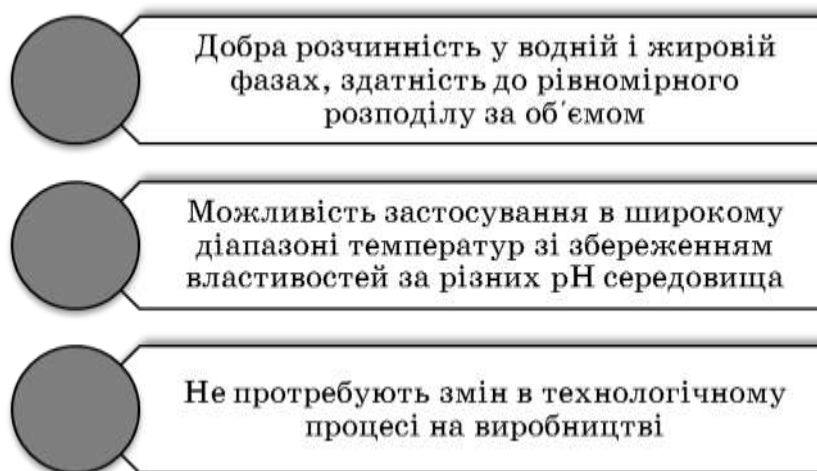 Добра розчинність у водній і жировій
фазах, здатність до рівномірного
розподілу за об'ємом
Можливість застосування в широкому
діапазоні температур зі збереженням
властивостей за різних рН середовища
Не протребують змін в технологічному
процесі на виробництві